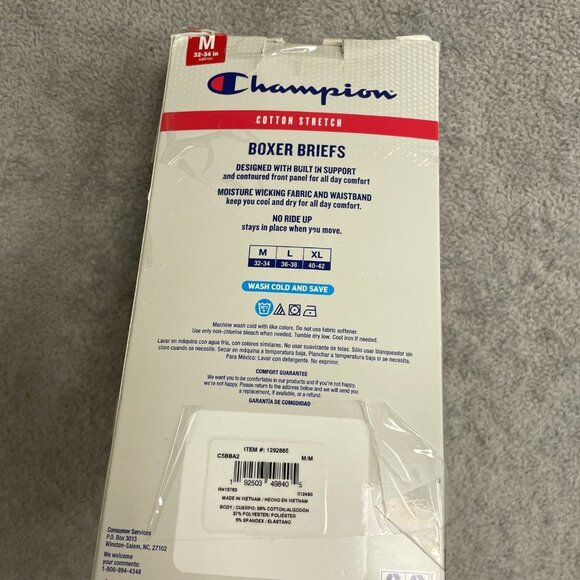 M
32-34 in
Champion
COTTON STRETCH
BOXER BRIEFS
DESIGNED WITH BUILT IN SUPPORT
and contoured front panel for all day comfort
MOISTURE WICKING FABRIC AND WAISTBAND
keep you cool and dry for all day comfort.
NO RIDE UP
stays in place when you move.
M L XL
32-34 36-38 40-42
WASH COLD AND SAVE
Machine wash cold with like colors. Do not use fabric softener.
Use only non-chlorine bleach when needed. Tumble dry low. Cool iron if needed.
Lavar en máquina con agua fría, con colores similares. No usar suavizante de telas. Sólo usar blanqueador sin
cloro cuando se necesite. Secar en máquina a temperatura baja. Planchar a temperatura baja si se necesita.
Para México: Lavar con detergente. No exprimir.
COMFORT GUARANTEE
We want you to be comfortable in our products and if you're not happy,
we're not happy. Please return to the address below and we will send you
a replacement, if available, or a refund.
GARANTÍA DE COMODIDAD
ITEM #: 1292885
C5BBA2 M/M
1 92503 49840 5
RN15763 012480
MADE IN VIETNAM / HECHO EN VIETNAM
BODY / CUERPO: 58% COTTON/ALGODÓN
37% POLYESTER/ POLIÉSTER
5% SPANDEX / ELASTANO
Consumer Services
P.O. Box 3013
Winston-Salem, NC, 27102
We welcome
your comments:
1-800-994-4348